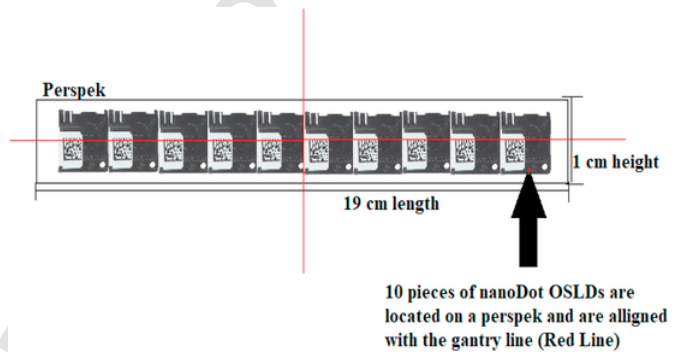 Perspek
1 cm height
19 cm length
10 pieces of nanoDot OSLDs are
located on a perspek and are alligned
with the gantry line (Red Line)